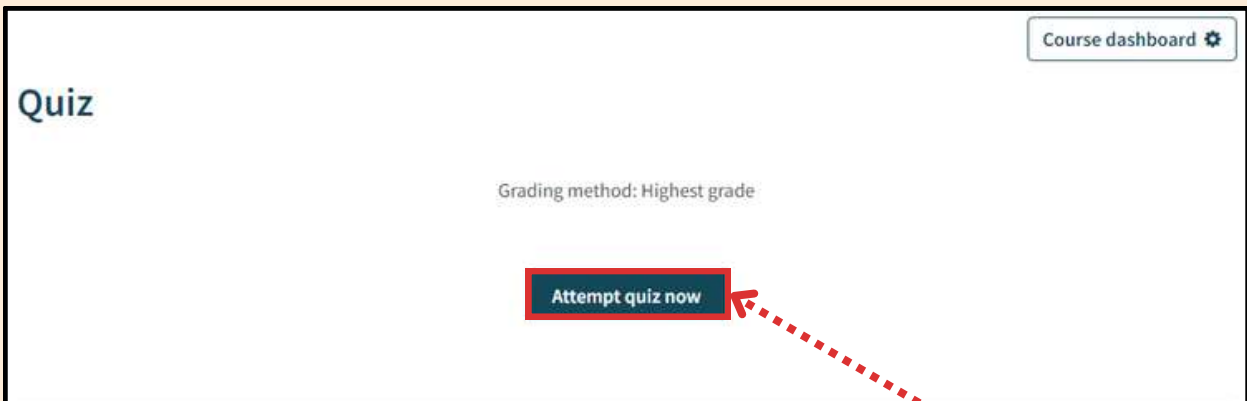 Course dashboard
Quiz
Grading method: Highest grade
Attempt quiz now